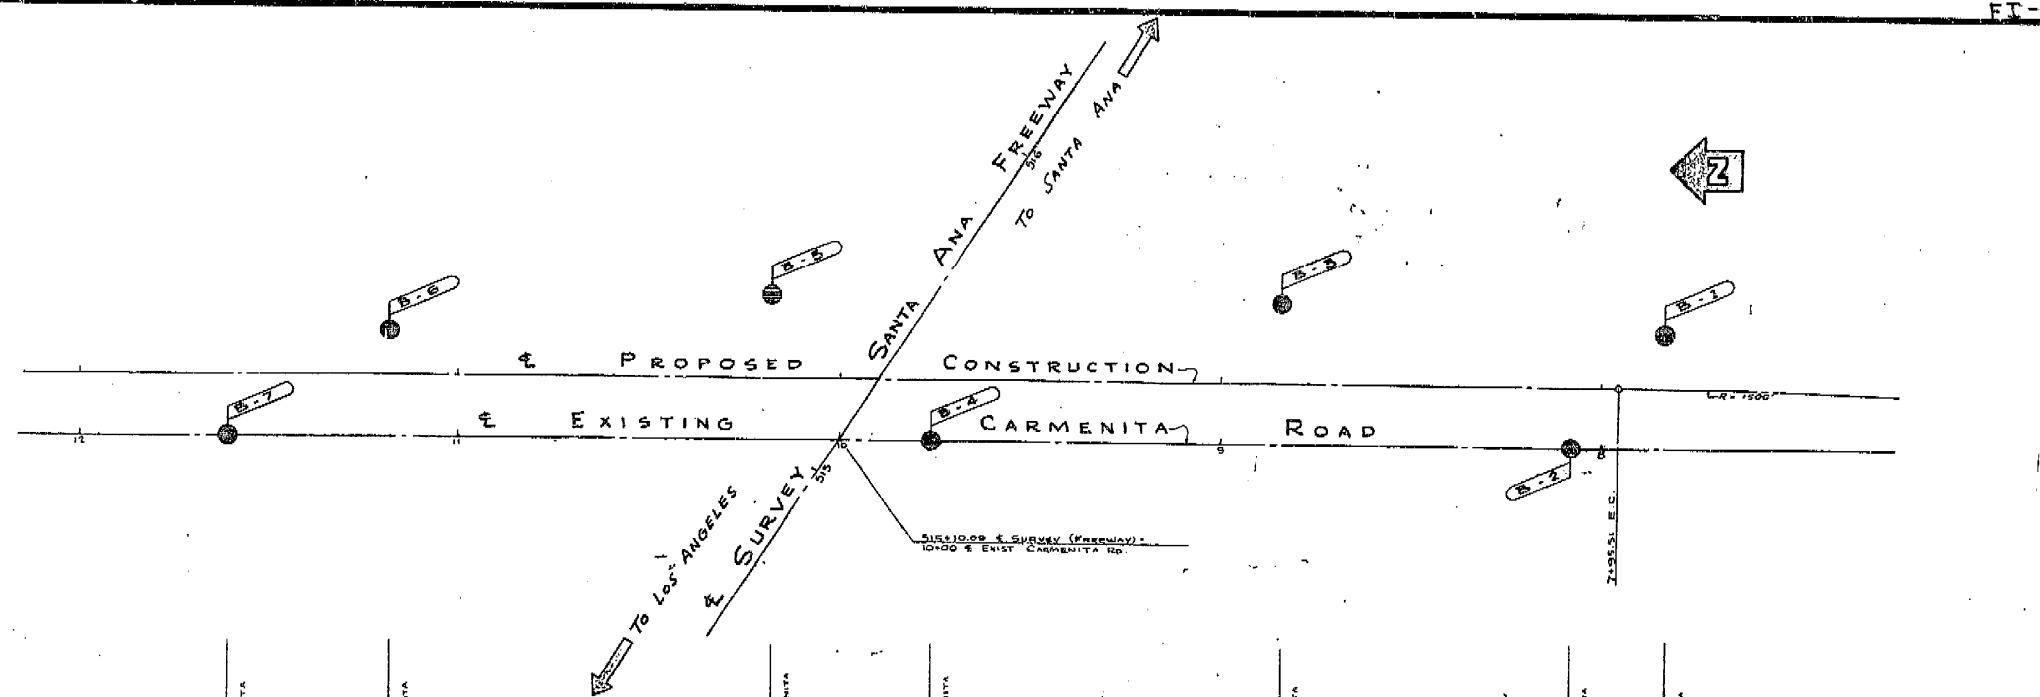 FI-
℄ SURVEY SANTA ANA FREEWAY
TO SANTA ANA
516
Z
B-6
B-5
B-3
B-1
℄ PROPOSED CONSTRUCTION
R=1500'
B-7
B-4
℄ EXISTING CARMENITA ROAD
12
11
10
9
8
515
B-2
TO LOS ANGELES
515+10.09 ℄ SURVEY (FREEWAY) =
10+00 ℄ EXIST CARMENITA RD.
7+95.51 E.C.